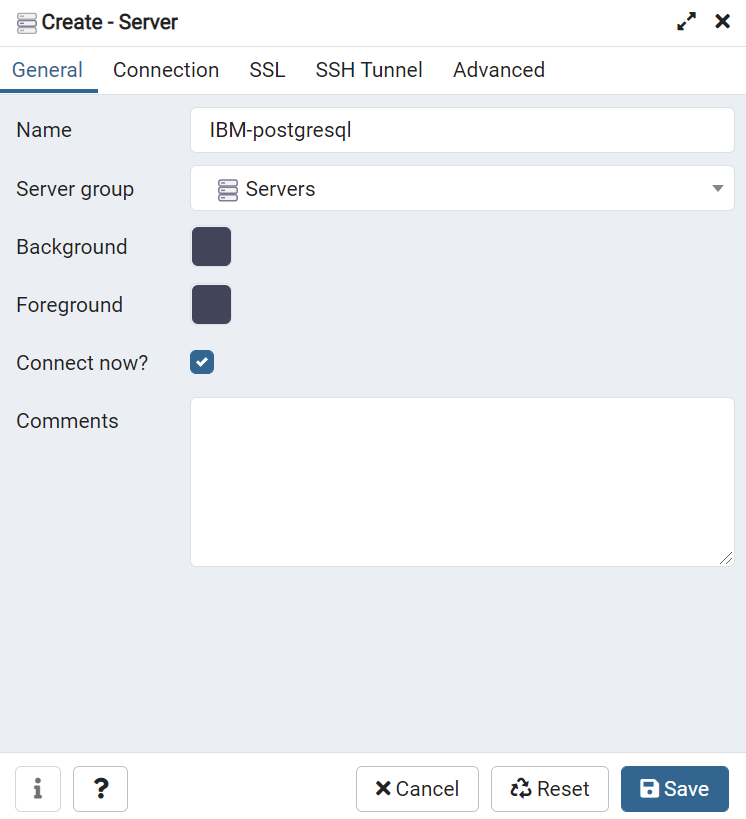 Create - Server
General Connection SSL SSH Tunnel Advanced
Name IBM-postgresql
Server group Servers
Background
Foreground
Connect now?
Comments
i ? Cancel Reset Save